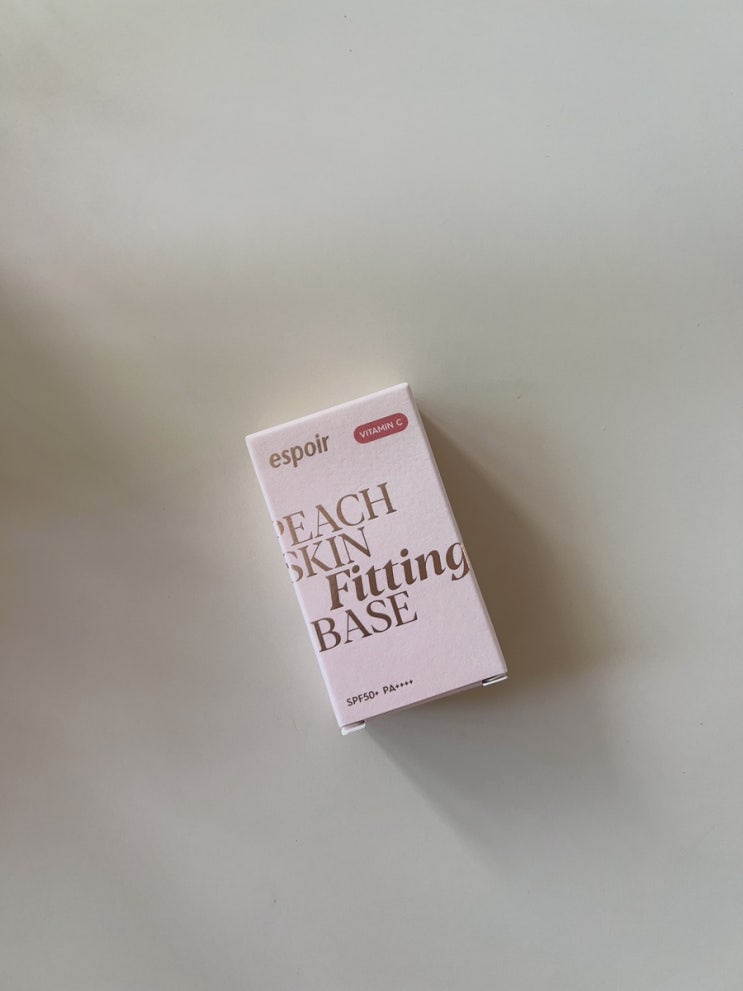 espoir
VITAMIN C
PEACH
SKIN
Fitting
BASE
SPF50+ PA++++